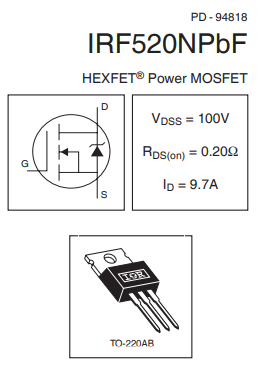 PD - 94818
IRF520NPbF
HEXFET® Power MOSFET
D
G
S
VDSS = 100V
RDS(on) = 0.20Ω
ID = 9.7A
IOR
TO-220AB